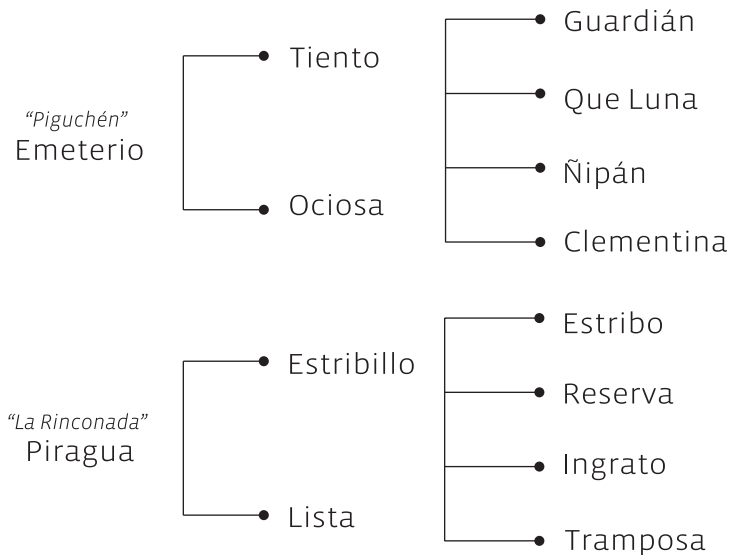 “Piguchén”
Emeterio
Tiento
Ociosa
Guardián
Que Luna
Ñipán
Clementina
“La Rinconada”
Piragua
Estribillo
Lista
Estribo
Reserva
Ingrato
Tramposa